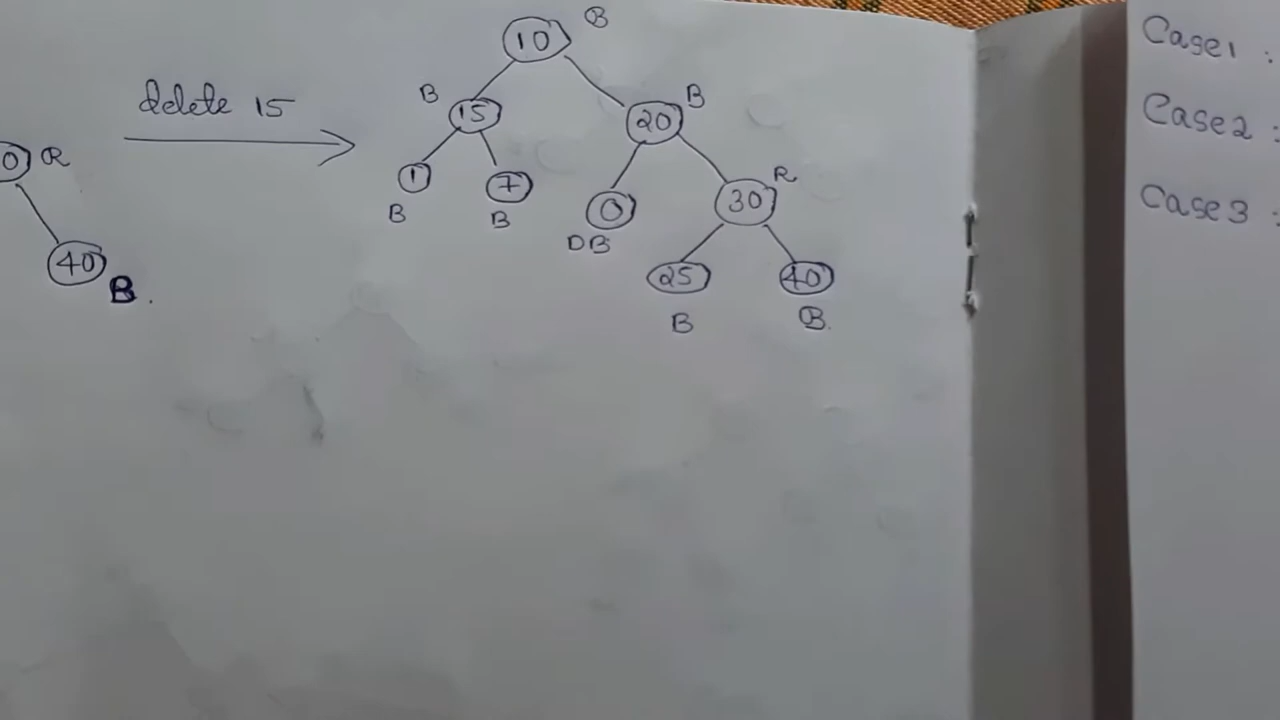 delete 15
0 R
40
B.
10 B
B 15
20 B
1
7
B
B
0
DB
30 R
25
40
B
B.
Case1 :
Case2 :
Case3 :